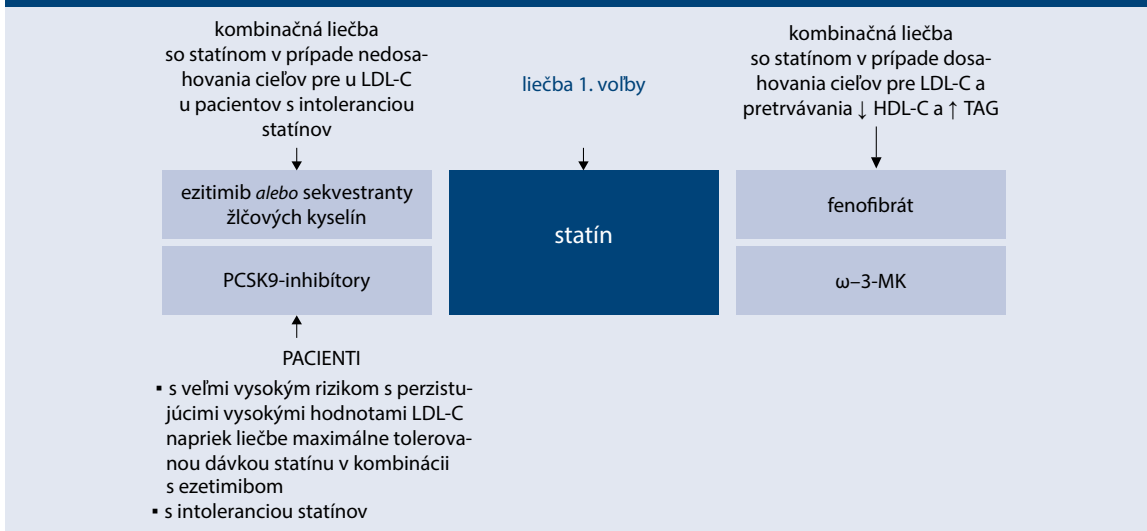 kombinačná liečba
so statínom v prípade nedosa-
hovania cieľov pre u LDL-C
u pacientov s intoleranciou
statínov
liečba 1. voľby
kombinačná liečba
so statínom v prípade dosa-
hovania cieľov pre LDL-C a
pretrvávania ↓ HDL-C a ↑ TAG
ezitimib alebo sekvestranty
žlčových kyselín
PCSK9-inhibítory
statín
fenofibrát
ω–3-MK
PACIENTI
▪ s veľmi vysokým rizikom s perzistu-
júcimi vysokými hodnotami LDL-C
napriek liečbe maximálne tolerova-
nou dávkou statínu v kombinácii
s ezetimibom
▪ s intoleranciou statínov